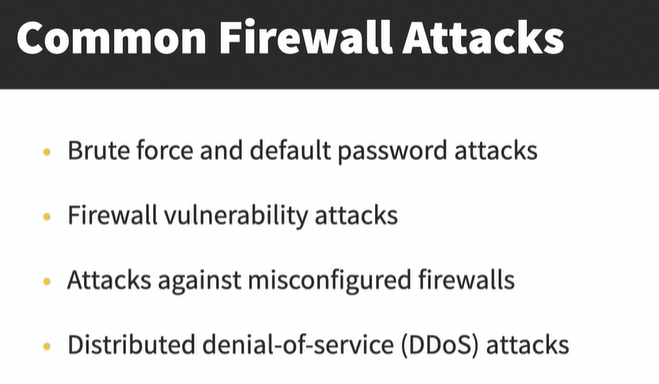 Common Firewall Attacks
• Brute force and default password attacks
• Firewall vulnerability attacks
• Attacks against misconfigured firewalls
• Distributed denial-of-service (DDoS) attacks